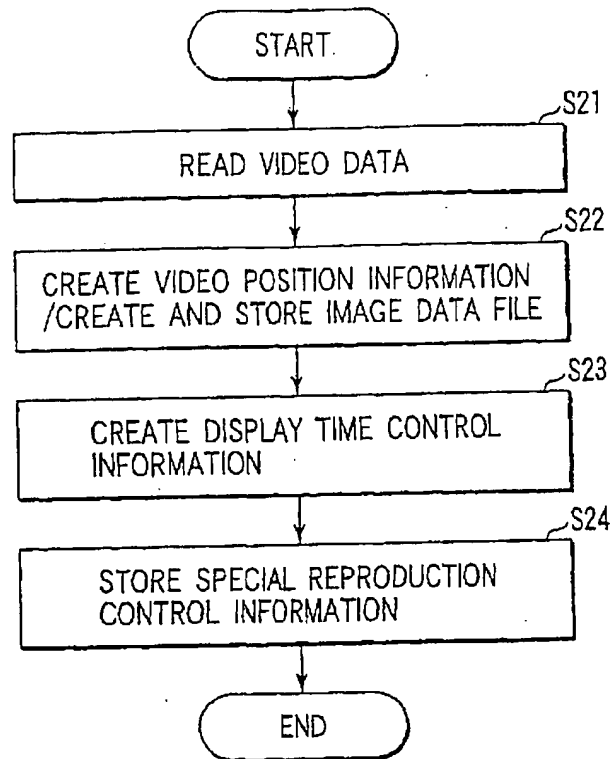 START
S21
READ VIDEO DATA
S22
CREATE VIDEO POSITION INFORMATION
/CREATE AND STORE IMAGE DATA FILE
S23
CREATE DISPLAY TIME CONTROL
INFORMATION
S24
STORE SPECIAL REPRODUCTION
CONTROL INFORMATION
END